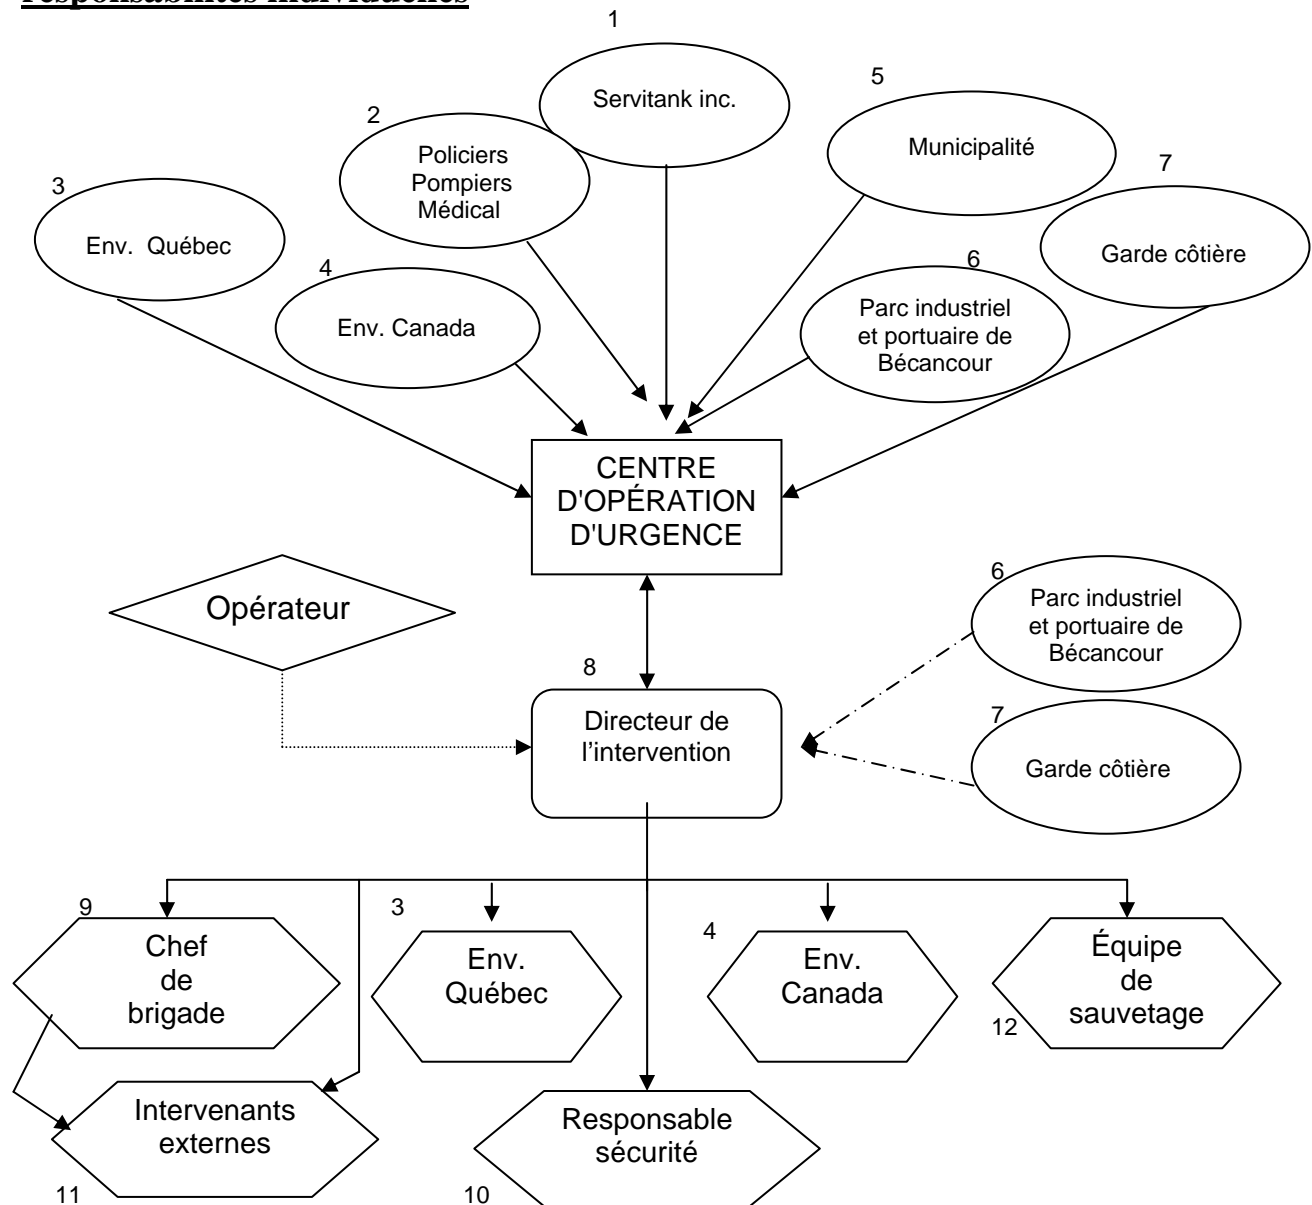 responsabilités individuelles
1
Servitank inc.
2
Policiers
Pompiers
Médical
5
Municipalité
3
Env. Québec
7
Garde côtière
4
Env. Canada
6
Parc industriel
et portuaire de
Bécancour
CENTRE
D'OPÉRATION
D'URGENCE
Opérateur
6
Parc industriel
et portuaire de
Bécancour
8
Directeur de
l'intervention
7
Garde côtière
9
Chef
de
brigade
3
Env.
Québec
4
Env.
Canada
12
Équipe
de
sauvetage
11
Intervenants
externes
10
Responsable
sécurité